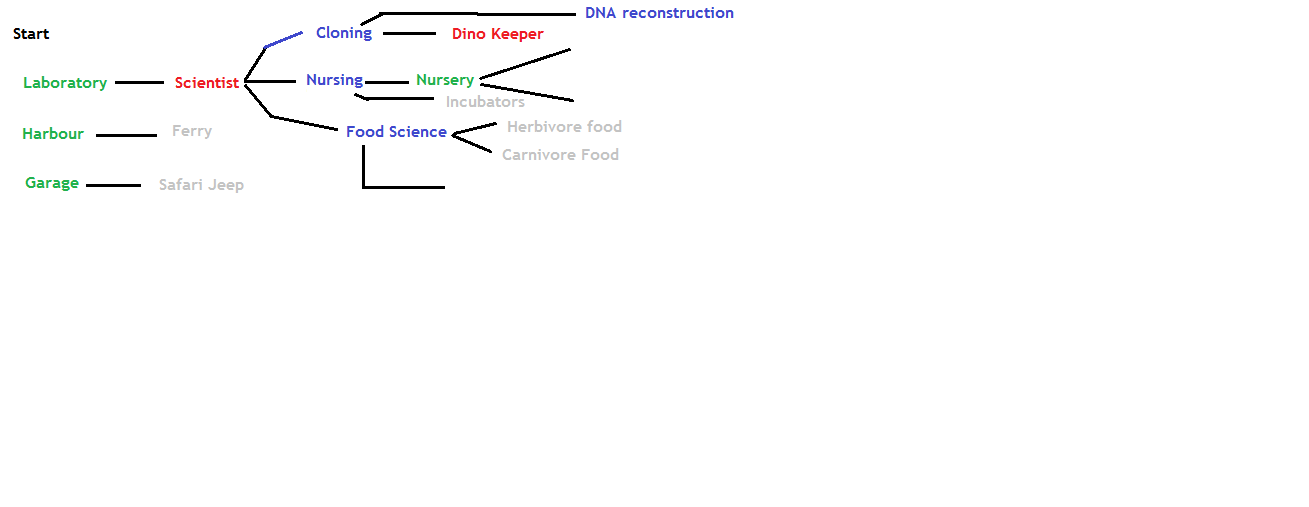 DNA reconstruction
Start
Cloning
Dino Keeper
Laboratory
Scientist
Nursing
Nursery
Incubators
Harbour
Ferry
Food Science
Herbivore food
Carnivore Food
Garage
Safari Jeep